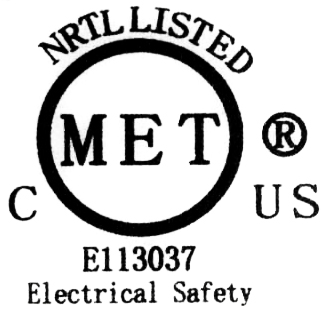 NRTL LISTED
MET ®
C US
E113037
Electrical Safety